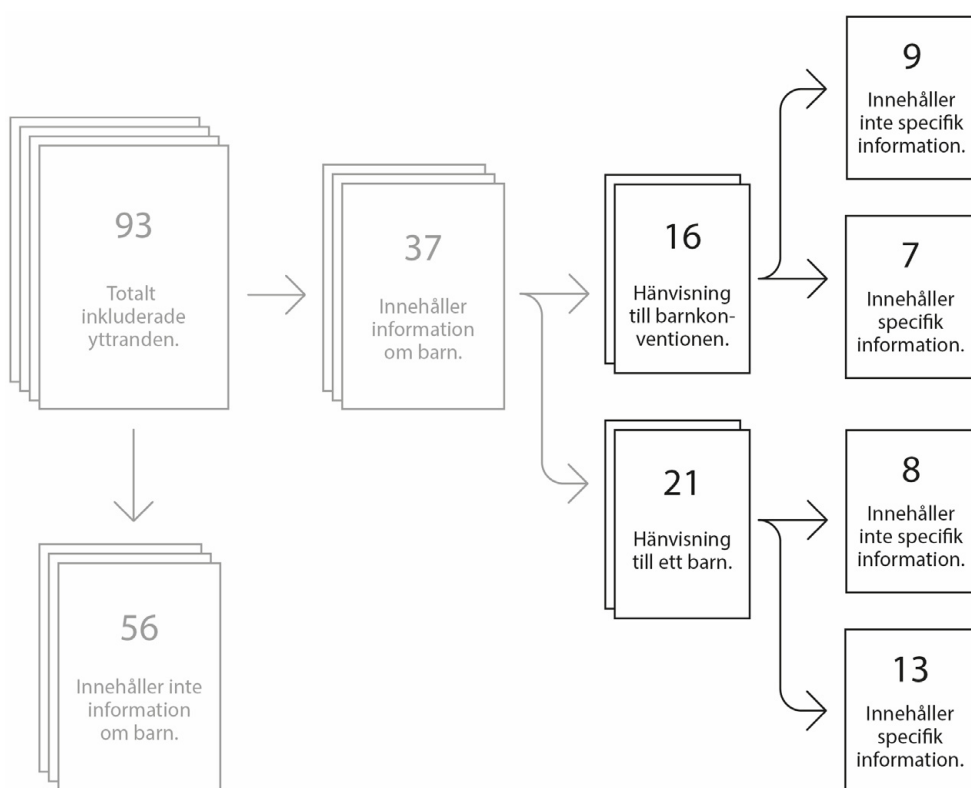 93
Totalt
inkluderade
yttranden.
56
Innehåller inte
information
om barn.
37
Innehåller
information
om barn.
16
Hänvisning
till barnkon-
ventionen.
21
Hänvisning
till ett barn.
9
Innehåller
inte specifik
information.
7
Innehåller
specifik
information.
8
Innehåller
inte specifik
information.
13
Innehåller
specifik
information.